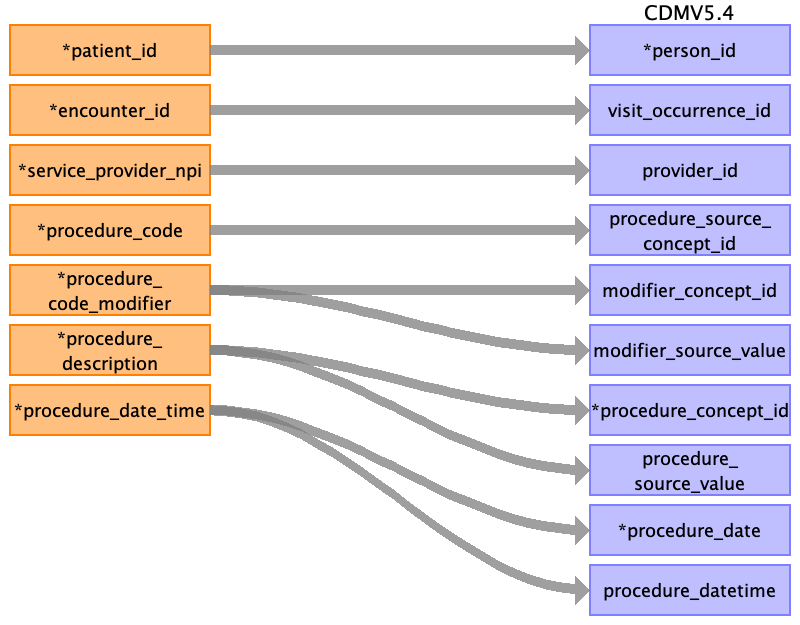 CDMV5.4
*patient_id
*person_id
*encounter_id
visit_occurrence_id
*service_provider_npi
provider_id
*procedure_code
procedure_source_
concept_id
*procedure_
code_modifier
modifier_concept_id
*procedure_
description
modifier_source_value
*procedure_date_time
*procedure_concept_id
procedure_
source_value
*procedure_date
procedure_datetime